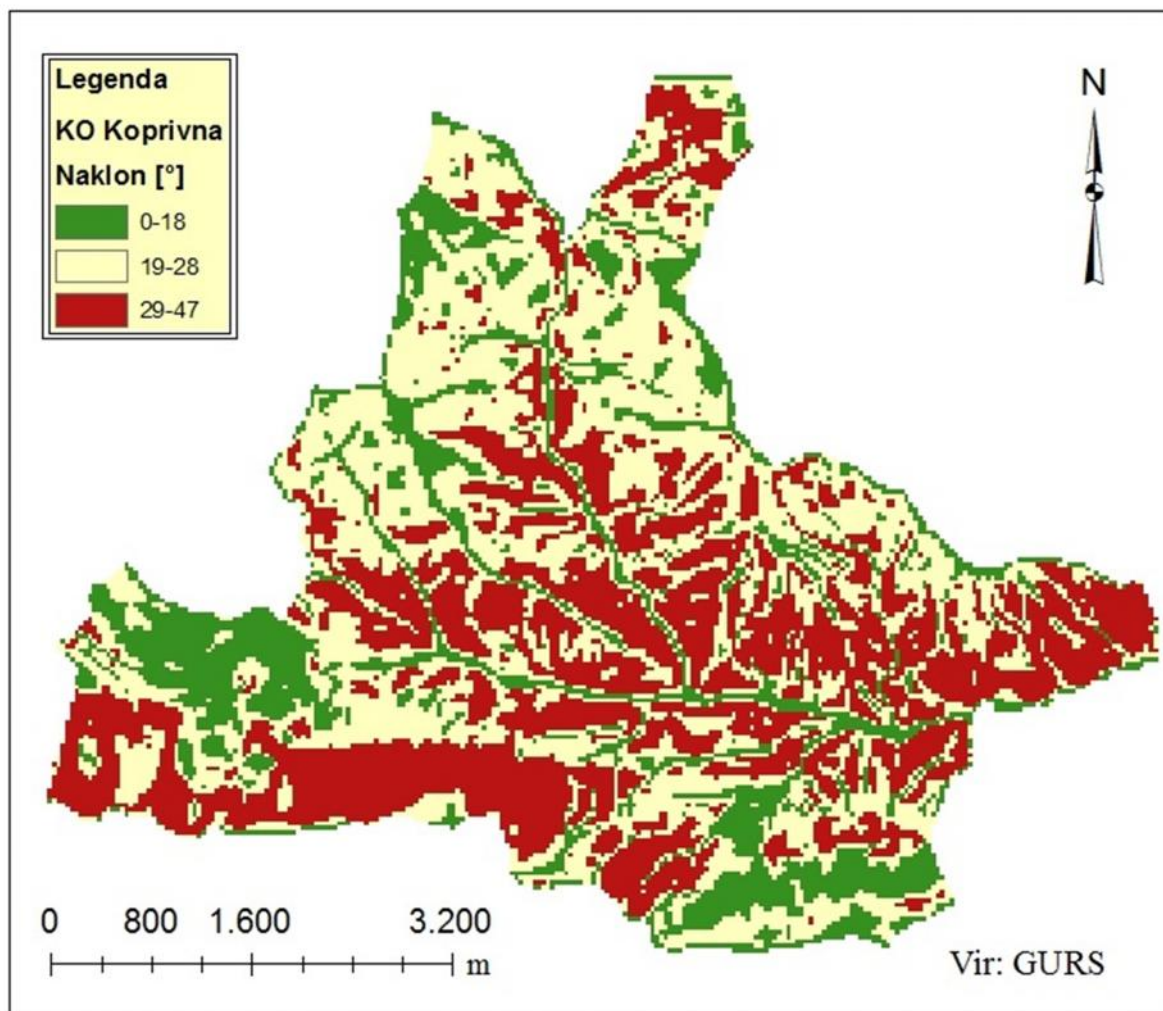 Legenda
KO Koprivna
Naklon [°]
0-18
19-28
29-47
N
0 800 1.600 3.200
m
Vir: GURS